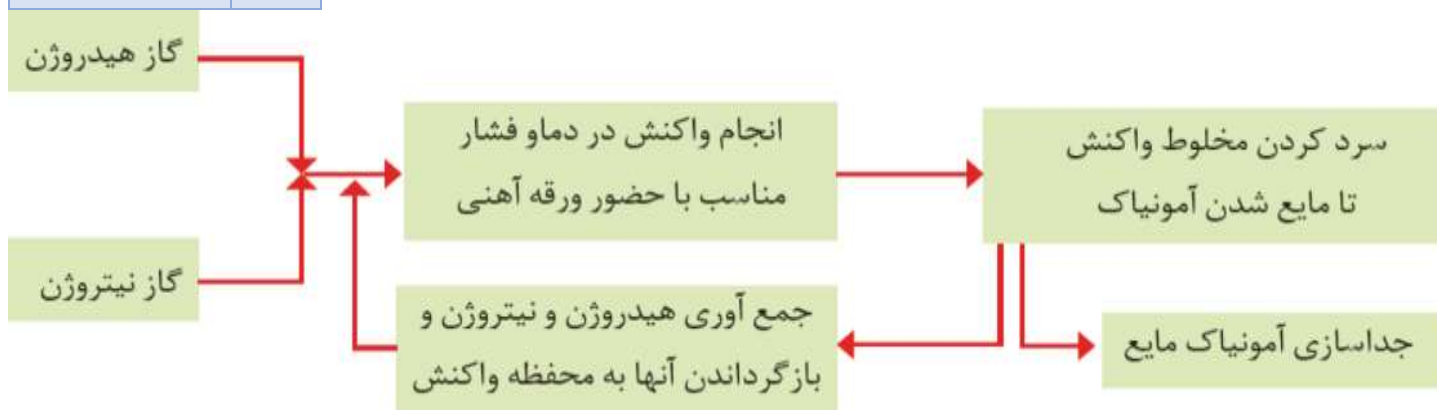 گاز هیدروژن
گاز نیتروژن
انجام واکنش در دماو فشار
مناسب با حضور ورقه آهنی
سرد کردن مخلوط واکنش
تا مایع شدن آمونیاک
جمع آوری هیدروژن و نیتروژن و
بازگرداندن آنها به محفظه واکنش
جداسازی آمونیاک مایع